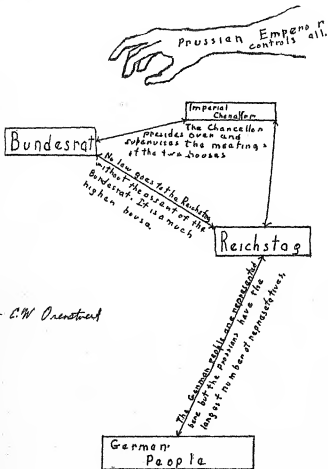 Prussian Emperor
controls all.
Imperial
Chancellor
Bundesrat
The Chancellor
presides over and
supervises the meetings
of the two houses
No law goes to the Reichstag
without the assent of the
Bundesrat. It is a much
higher house.
Reichstag
The German people are represented
here but the prussians have the
largest number of representatives.
C.W
German
People